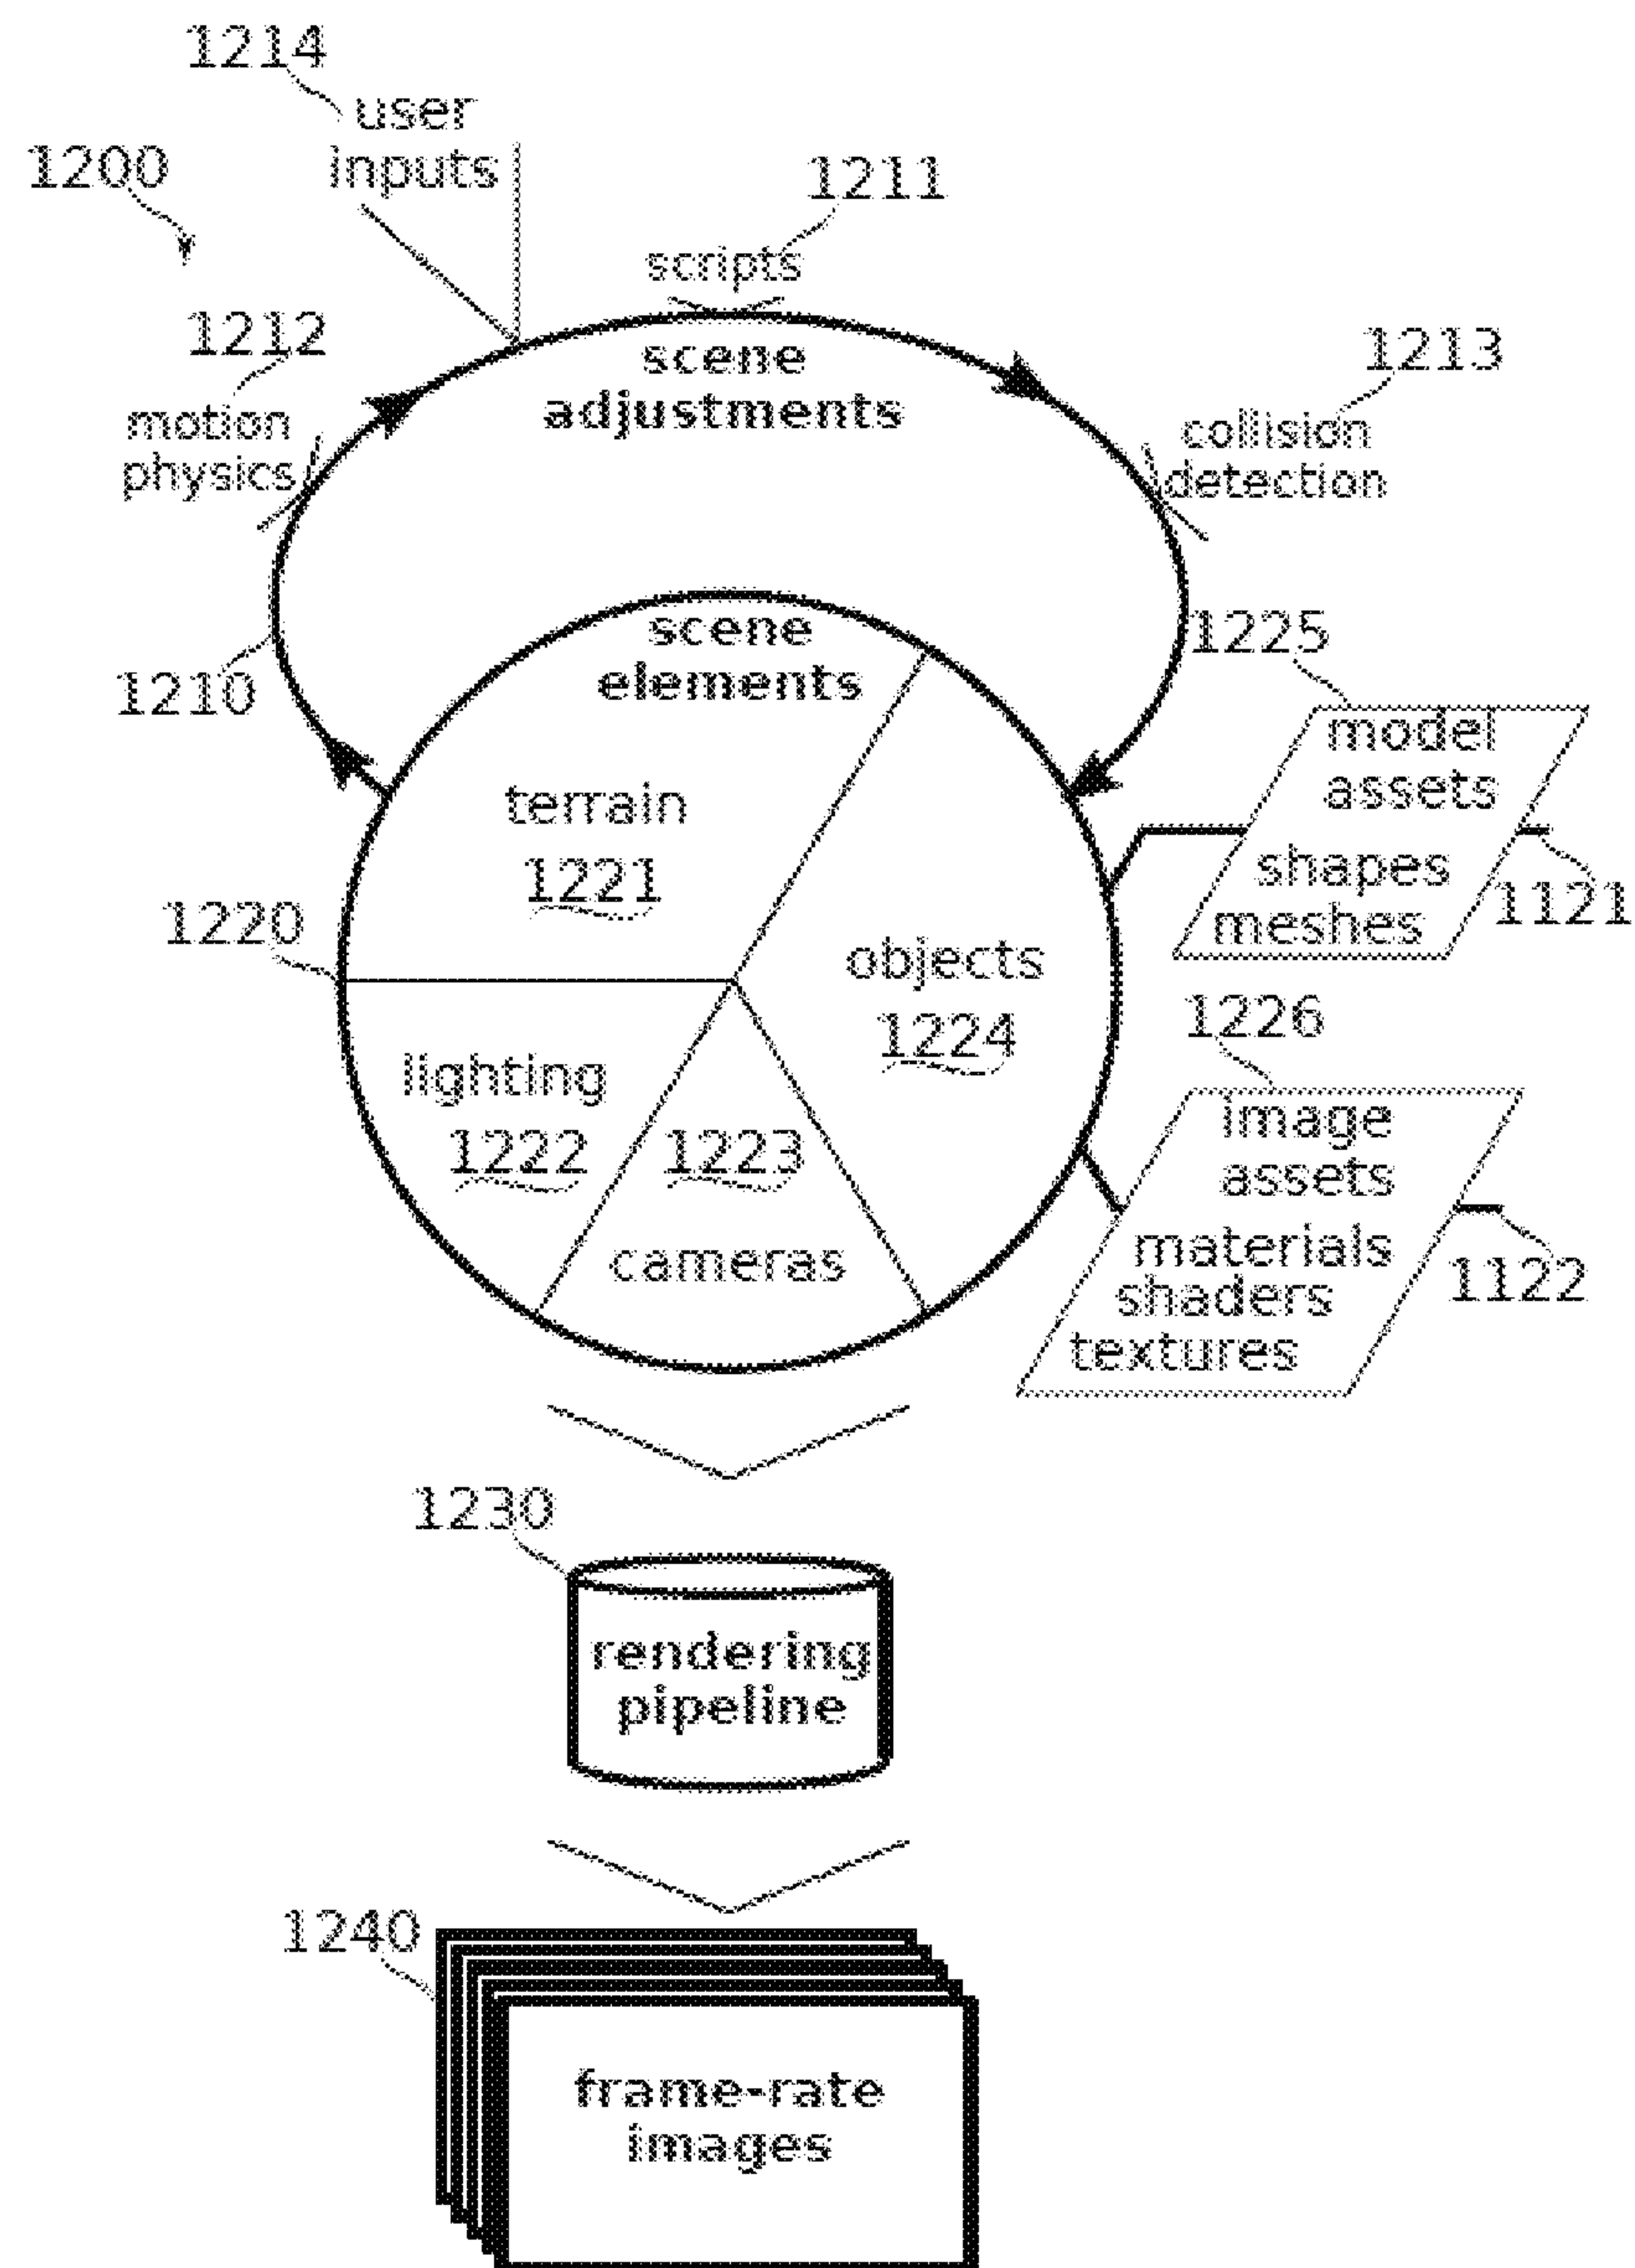 1214
user
inputs
1200
1211
scripts
1212
scene
adjustments
1213
motion
physics
collision
detection
1225
scene
elements
1210
model
assets
shapes
meshes
1121
terrain
1221
1220
objects
1224
1226
lighting
1222
1223
cameras
image
assets
materials
shaders
textures
1122
1230
rendering
pipeline
1240
frame-rate
images